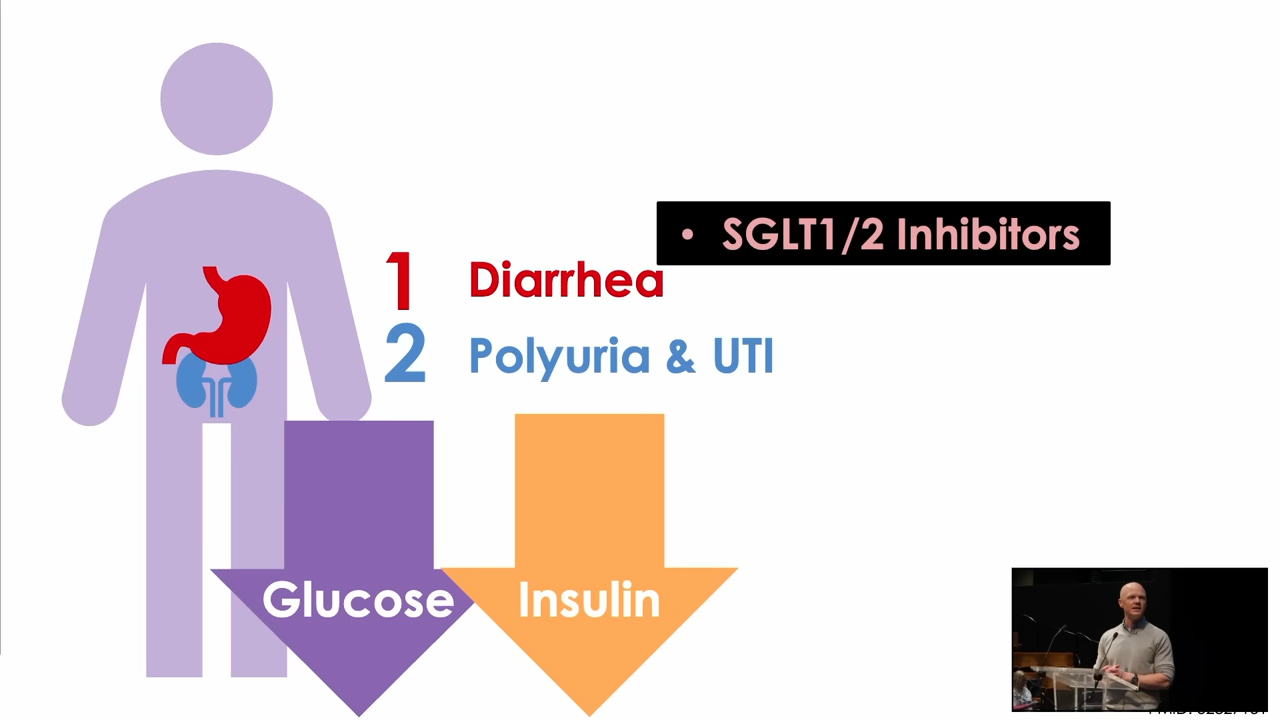 • SGLT1/2 Inhibitors
1 Diarrhea
2 Polyuria & UTI
Glucose Insulin